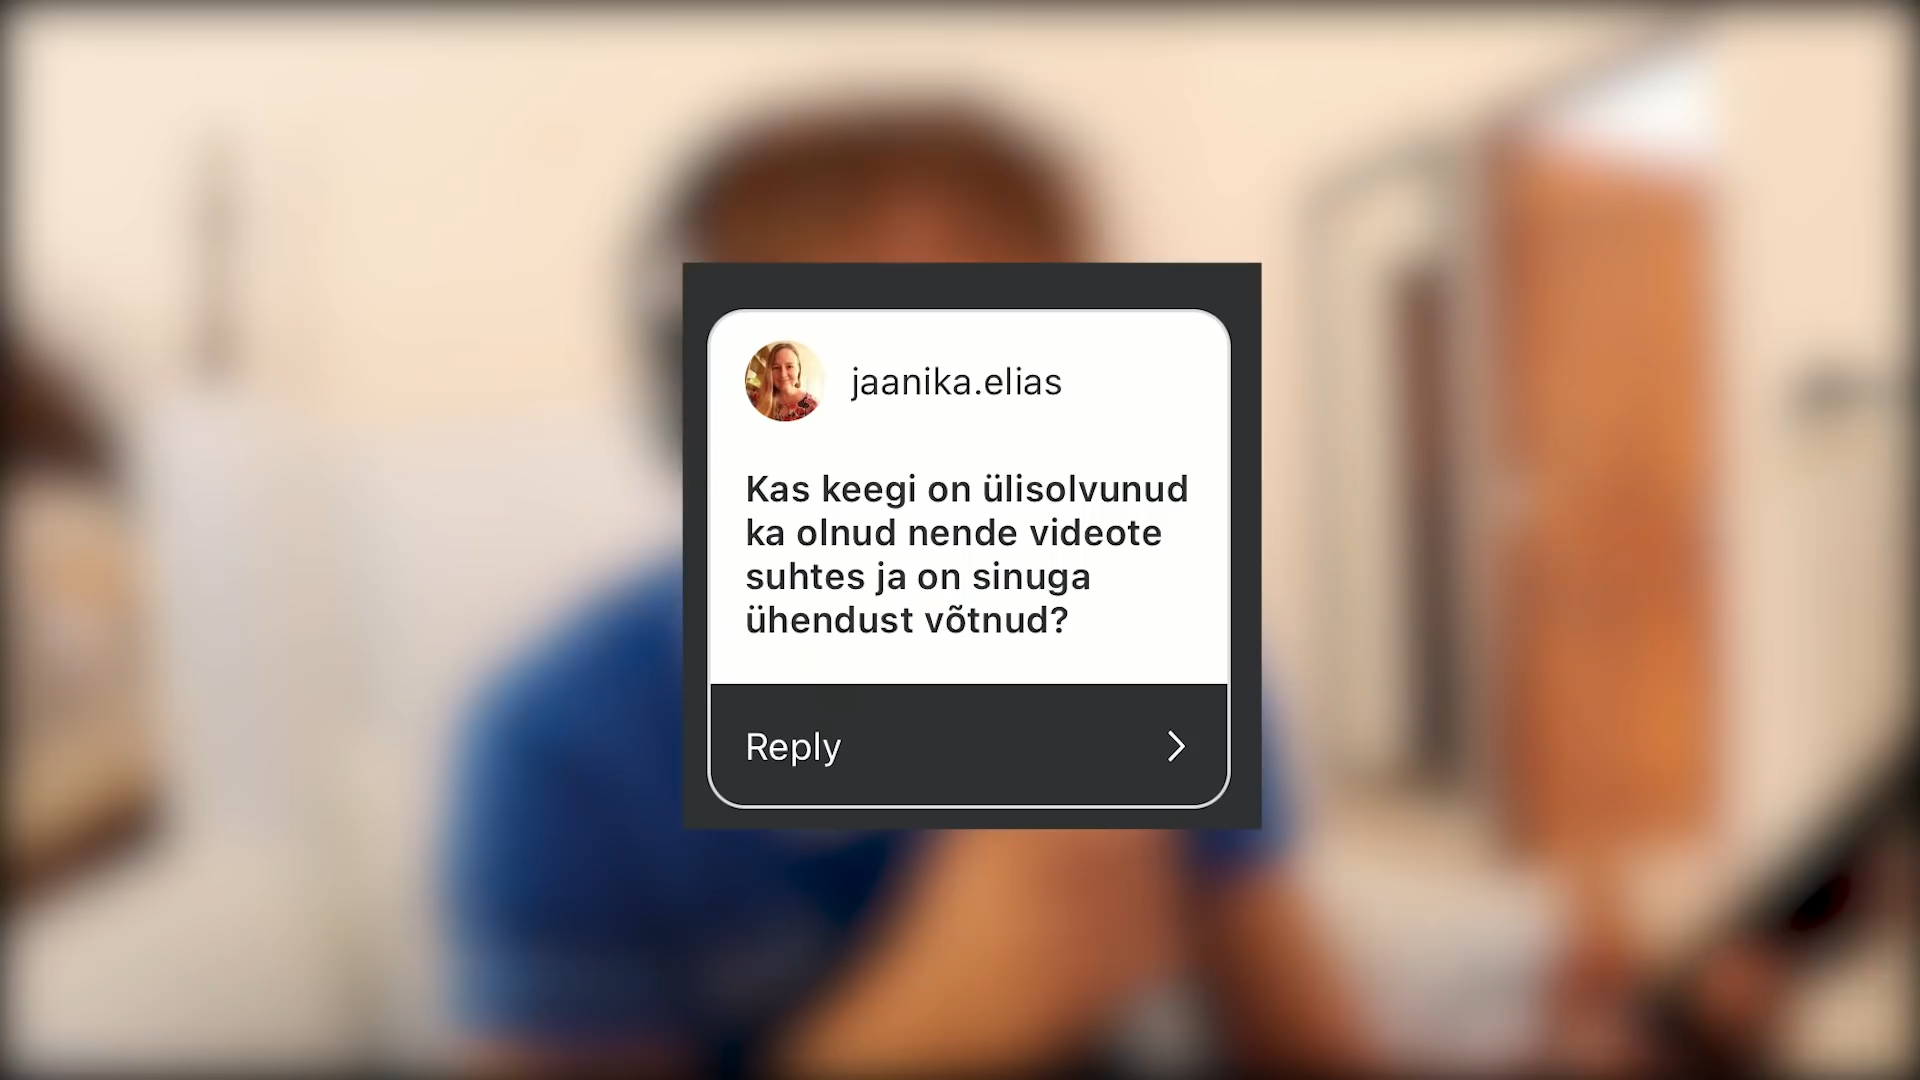 jaanika.elias
Kas keegi on ülisolvunud
ka olnud nende videote
suhtes ja on sinuga
ühendust võtnud?
Reply